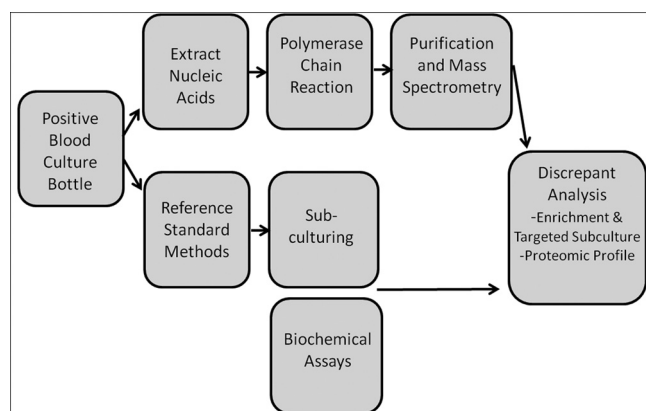 Positive
Blood
Culture
Bottle
Extract
Nucleic
Acids
Polymerase
Chain
Reaction
Purification
and Mass
Spectrometry
Reference
Standard
Methods
Sub-
culturing
Biochemical
Assays
Discrepant
Analysis
-Enrichment &
Targeted Subculture
-Proteomic Profile